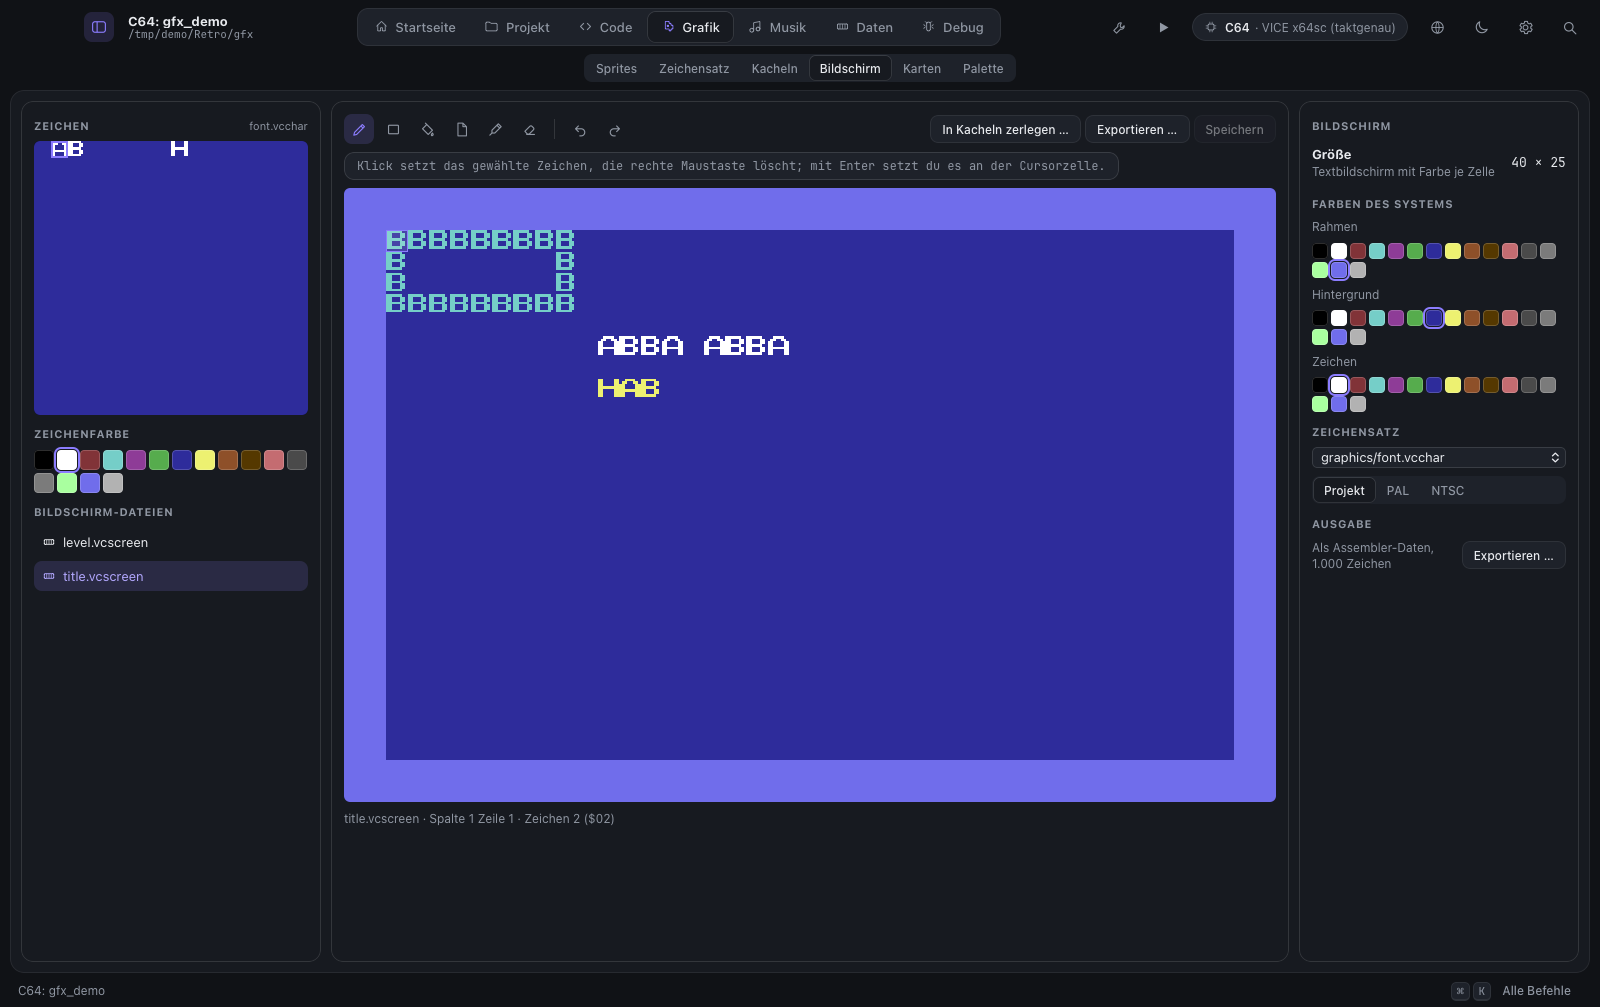 C64: gfx_demo
/tmp/demo/Retro/gfx
Startseite
Projekt
Code
Grafik
Musik
Daten
Debug
C64 · VICE x64sc (taktgenau)
Sprites
Zeichensatz
Kacheln
Bildschirm
Karten
Palette
ZEICHEN
font.vcchar
AB H
ZEICHENFARBE
BILDSCHIRM-DATEIEN
level.vcscreen
title.vcscreen
In Kacheln zerlegen …
Exportieren …
Speichern
Klick setzt das gewählte Zeichen, die rechte Maustaste löscht; mit Enter setzt du es an der Cursorzelle.
BBBBBBBBB
B B
B B
BBBBBBBBB
ABBA ABBA
HAB
title.vcscreen · Spalte 1 Zeile 1 · Zeichen 2 ($02)
BILDSCHIRM
Größe
Textbildschirm mit Farbe je Zelle
40 × 25
FARBEN DES SYSTEMS
Rahmen
Hintergrund
Zeichen
ZEICHENSATZ
graphics/font.vcchar
Projekt
PAL
NTSC
AUSGABE
Als Assembler-Daten,
1.000 Zeichen
Exportieren …
C64: gfx_demo
⌘ K Alle Befehle